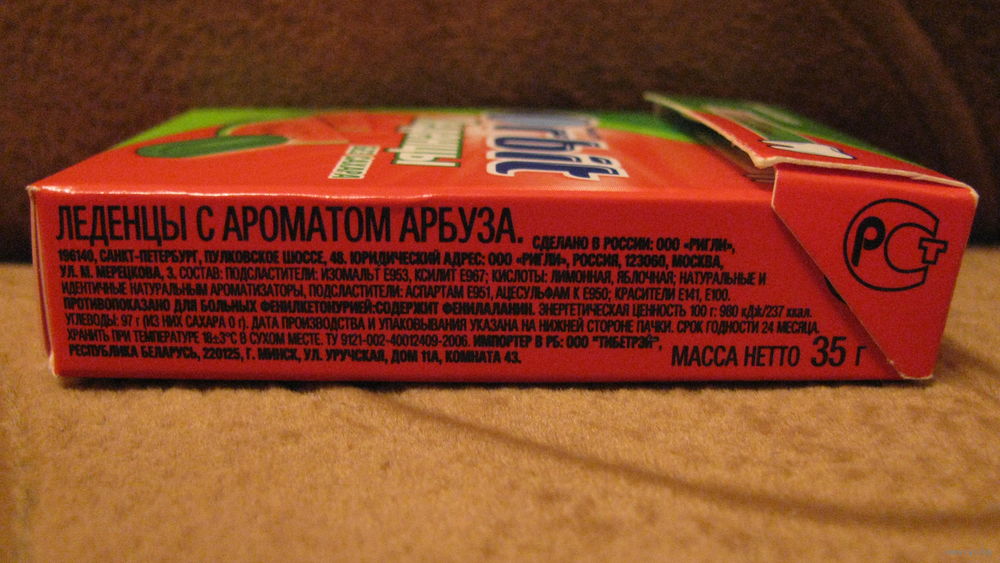 ЛЕДЕНЦЫ С АРОМАТОМ АРБУЗА. СДЕЛАНО В РОССИИ: ООО «РИГЛИ»,
196140, САНКТ-ПЕТЕРБУРГ, ПУЛКОВСКОЕ ШОССЕ, 48. ЮРИДИЧЕСКИЙ АДРЕС: ООО «РИГЛИ», РОССИЯ, 123060, МОСКВА,
УЛ. М. МЕРЕЦКОВА, 3. СОСТАВ: ПОДСЛАСТИТЕЛИ: ИЗОМАЛЬТ Е953, КСИЛИТ Е967; КИСЛОТЫ: ЛИМОННАЯ, ЯБЛОЧНАЯ; НАТУРАЛЬНЫЕ И
ИДЕНТИЧНЫЕ НАТУРАЛЬНЫМ АРОМАТИЗАТОРЫ, ПОДСЛАСТИТЕЛИ: АСПАРТАМ Е951, АЦЕСУЛЬФАМ К Е950; КРАСИТЕЛИ Е141, Е100.
ПРОТИВОПОКАЗАНО ДЛЯ БОЛЬНЫХ ФЕНИЛКЕТОНУРИЕЙ:СОДЕРЖИТ ФЕНИЛАЛАНИН. ЭНЕРГЕТИЧЕСКАЯ ЦЕННОСТЬ 100 г: 980 кДж/237 ккал.
УГЛЕВОДЫ: 97 г (ИЗ НИХ САХАРА 0 г). ДАТА ПРОИЗВОДСТВА И УПАКОВЫВАНИЯ УКАЗАНА НА НИЖНЕЙ СТОРОНЕ ПАЧКИ. СРОК ГОДНОСТИ 24 МЕСЯЦА.
ХРАНИТЬ ПРИ ТЕМПЕРАТУРЕ 18±3°С В СУХОМ МЕСТЕ. ТУ 9121-002-40012409-2006. ИМПОРТЕР В РБ: ООО "ТИБЕТРЭЙ",
РЕСПУБЛИКА БЕЛАРУСЬ, 220125, Г. МИНСК, УЛ. УРУЧСКАЯ, ДОМ 11А, КОМНАТА 43.
МАССА НЕТТО 35 Г
РСТ
БЕЗ САХАРА